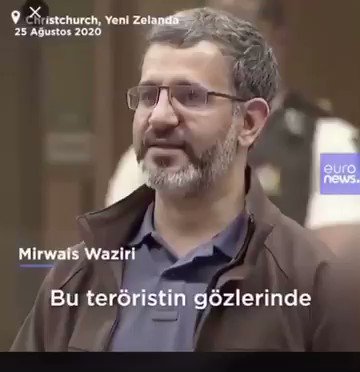 Christchurch, Yeni Zelanda
25 Ağustos 2020
euro
news.
Mirwais Waziri
Bu teröristin gözlerinde